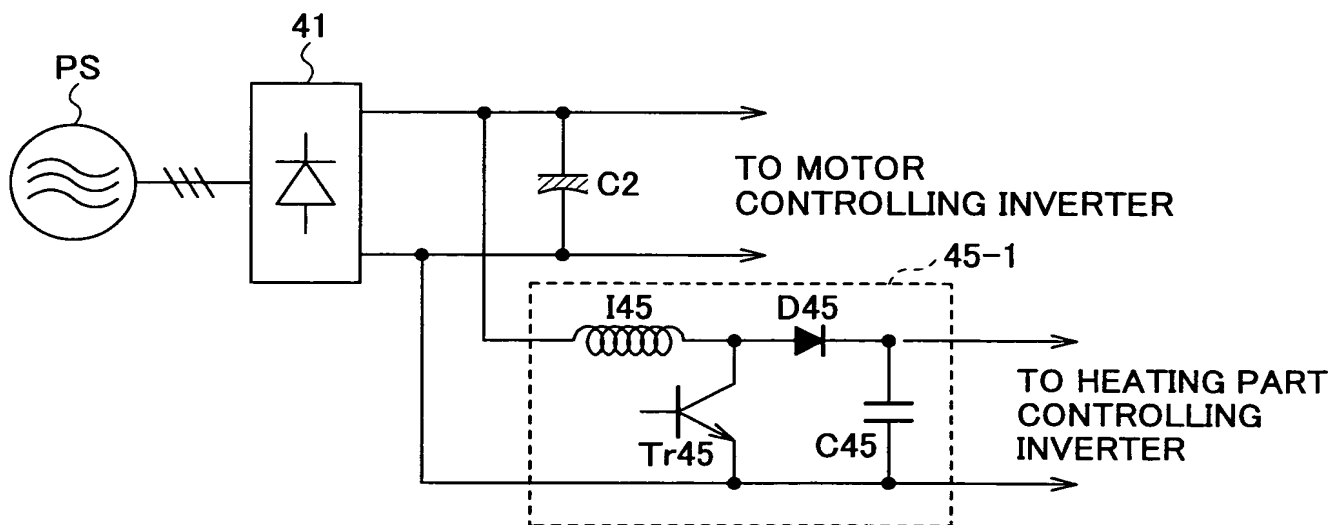 41
PS
C2
TO MOTOR
CONTROLLING INVERTER
45-1
I45
D45
Tr45
C45
TO HEATING PART
CONTROLLING
INVERTER